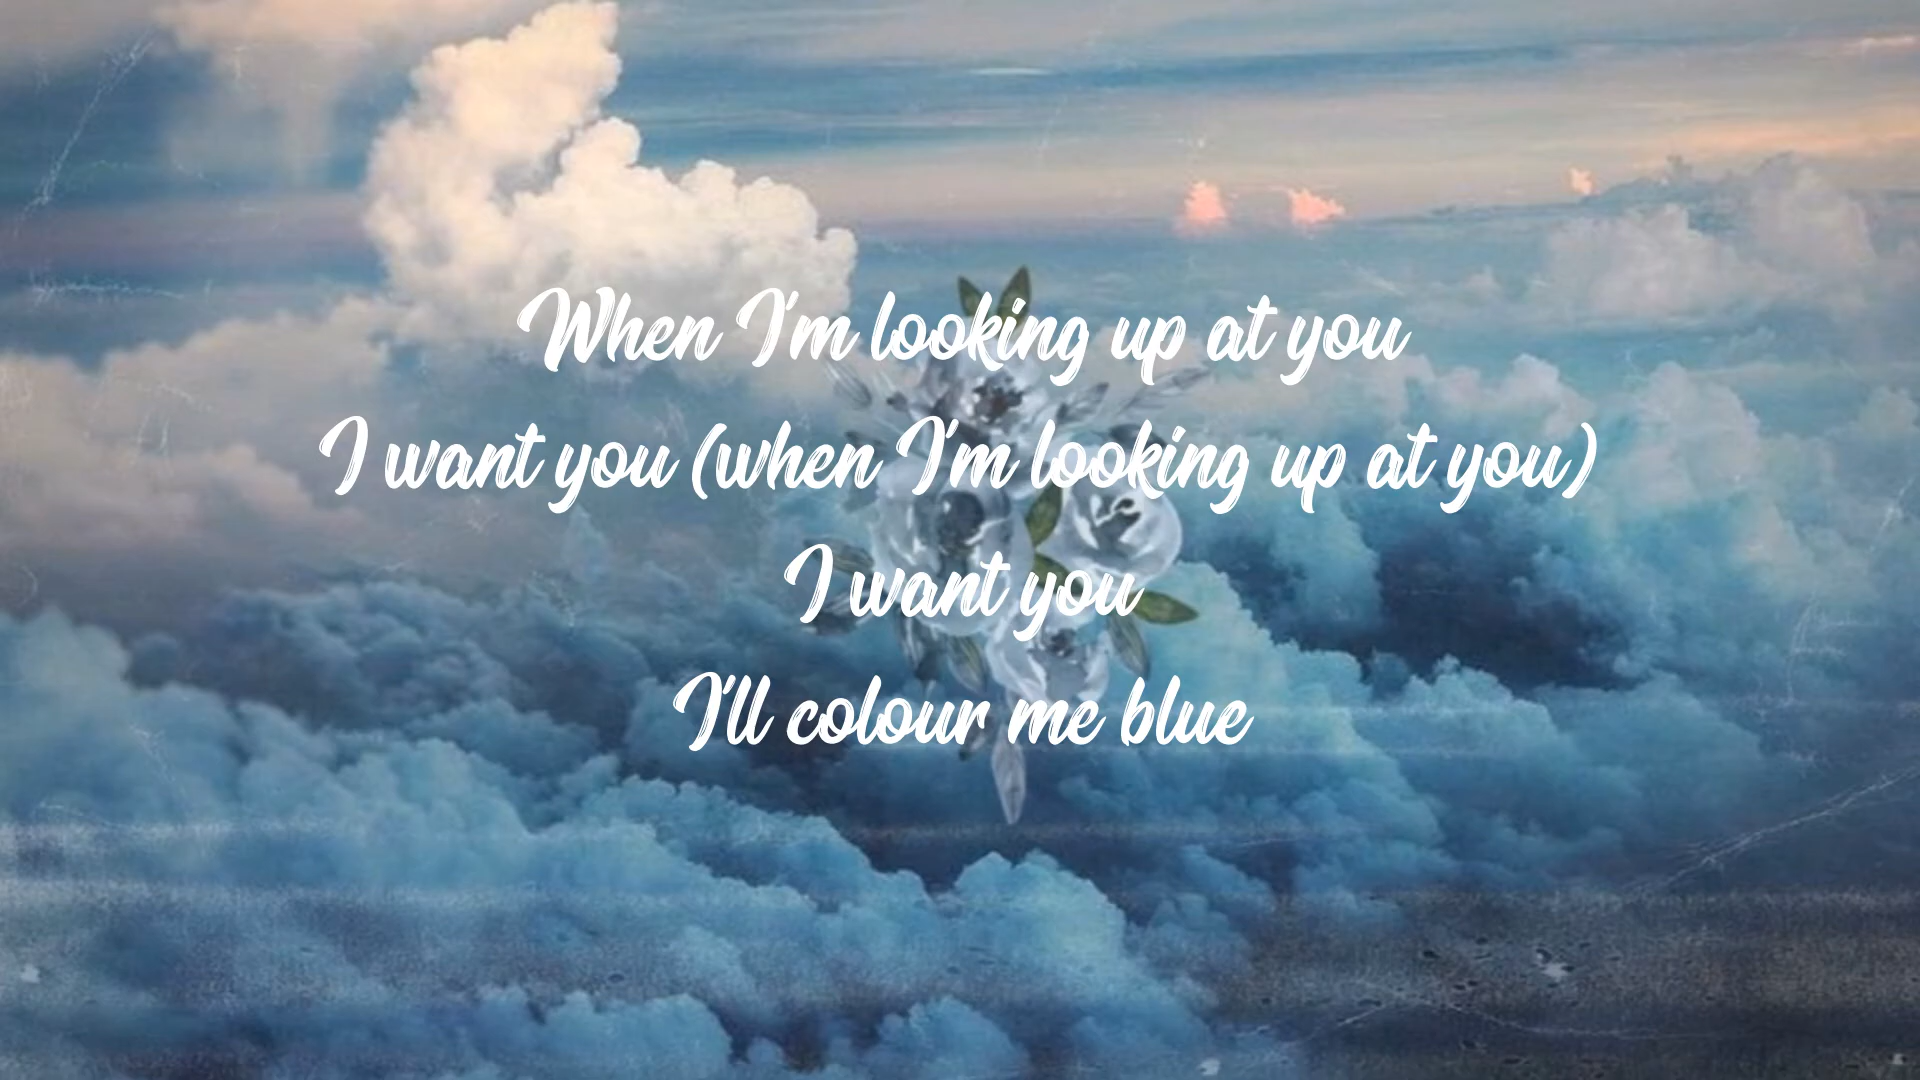 When I'm looking up at you
I want you (when I'm looking up at you)
I want you
I'll colour me blue